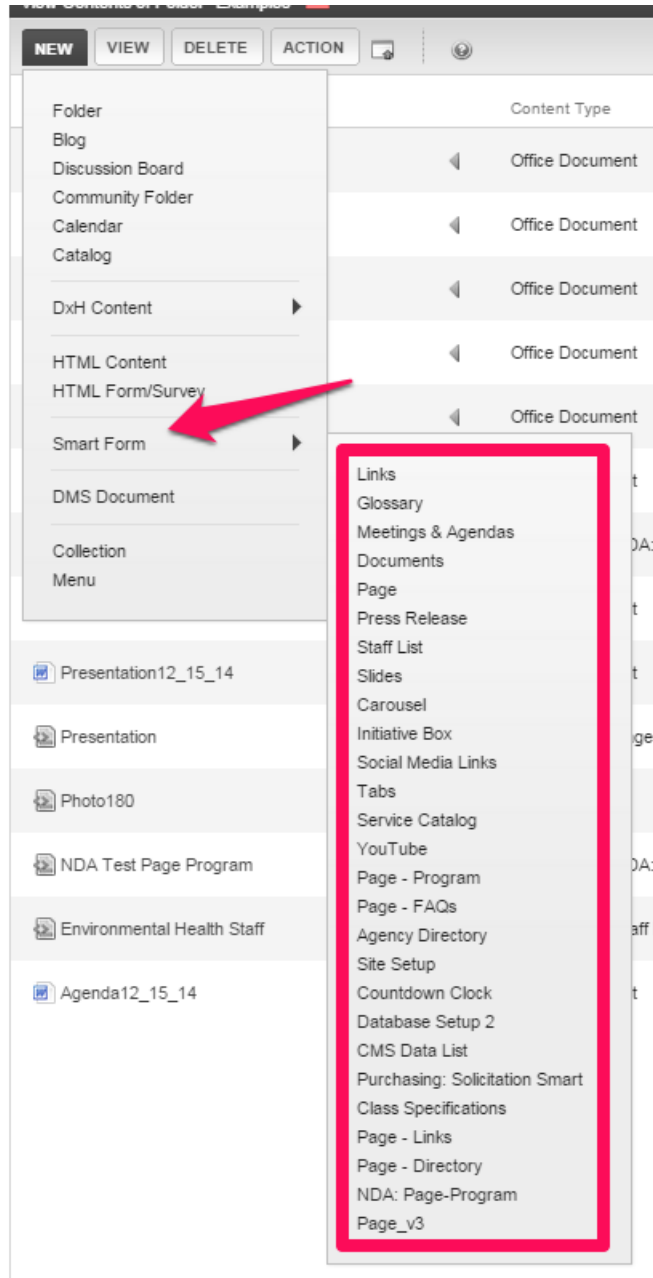 View Contents of Folder "Examples"
NEW VIEW DELETE ACTION
Content Type
Folder
Blog
Discussion Board
Community Folder
Calendar
Catalog
DxH Content
HTML Content
HTML Form/Survey
Smart Form
DMS Document
Collection
Menu
Office Document
Office Document
Office Document
Office Document
Office Document
Links
Glossary
Meetings & Agendas
Documents
Page
Press Release
Staff List
Slides
Carousel
Initiative Box
Social Media Links
Tabs
Service Catalog
YouTube
Page - Program
Page - FAQs
Agency Directory
Site Setup
Countdown Clock
Database Setup 2
CMS Data List
Purchasing: Solicitation Smart
Class Specifications
Page - Links
Page - Directory
NDA: Page-Program
Page_v3
Presentation12_15_14
Presentation
Photo180
NDA Test Page Program
Environmental Health Staff
Agenda12_15_14